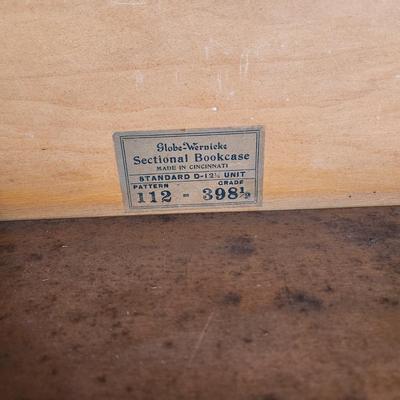 Globe-Wernicke
Sectional Bookcase
MADE IN CINCINNATI
STANDARD D-12¼ UNIT
PATTERN GRADE
112 - 398½